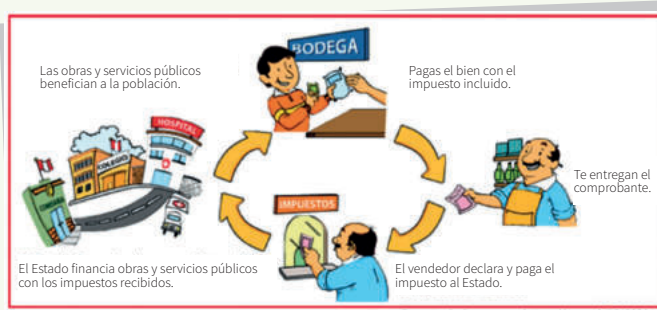 Las obras y servicios públicos
benefician a la población.
BODEGA
Pagas el bien con el
impuesto incluido.
HOSPITAL
COLEGIO
Te entregan el
comprobante.
IMPUESTOS
El Estado financia obras y servicios públicos
con los impuestos recibidos.
El vendedor declara y paga el
impuesto al Estado.